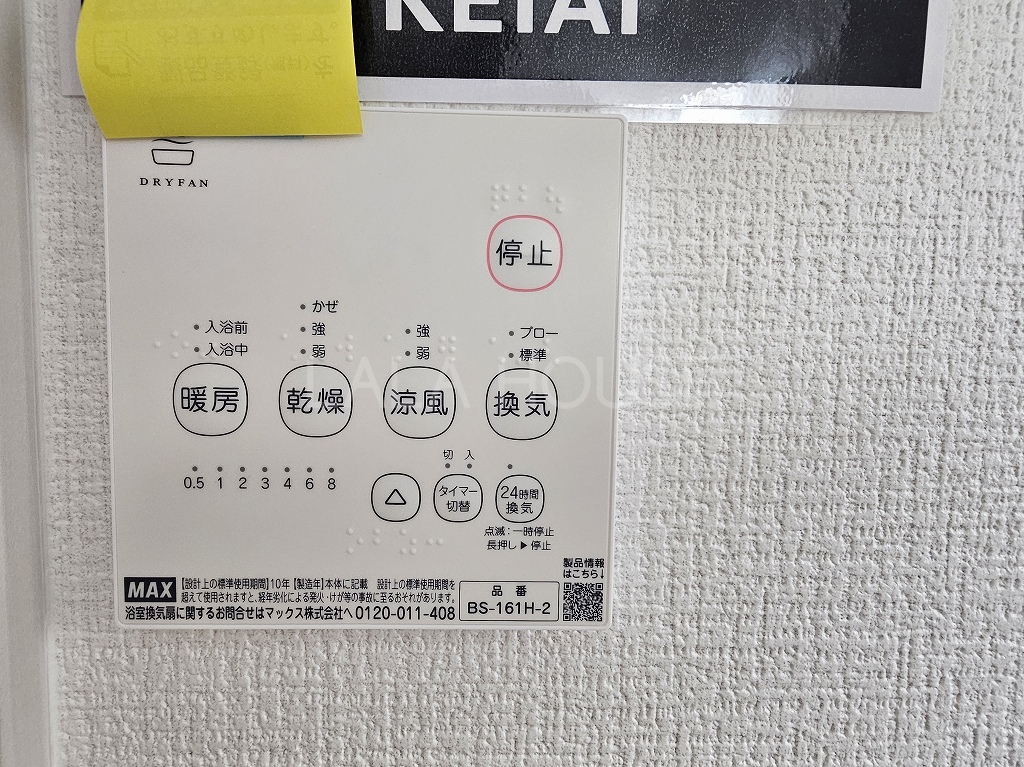 KEIAI
DRYFAN
停止
かぜ
入浴前
強
強
ブロー
入浴中
弱
弱
標準
暖房
乾燥
涼風
換気
LALA HOUSE
切 入
0.5 1 2 3 4 6 8
△
タイマー
切替
24時間
換気
点滅:一時停止
長押し▶停止
製品情報
はこちら↓
MAX
【設計上の標準使用期間】10年【製造年】本体に記載 設計上の標準使用期間を
超えて使用されますと、経年劣化による発火・けが等の事故に至るおそれがあります。
浴室換気扇に関するお問合せはマックス株式会社へ 0120-011-408
品 番
BS-161H-2